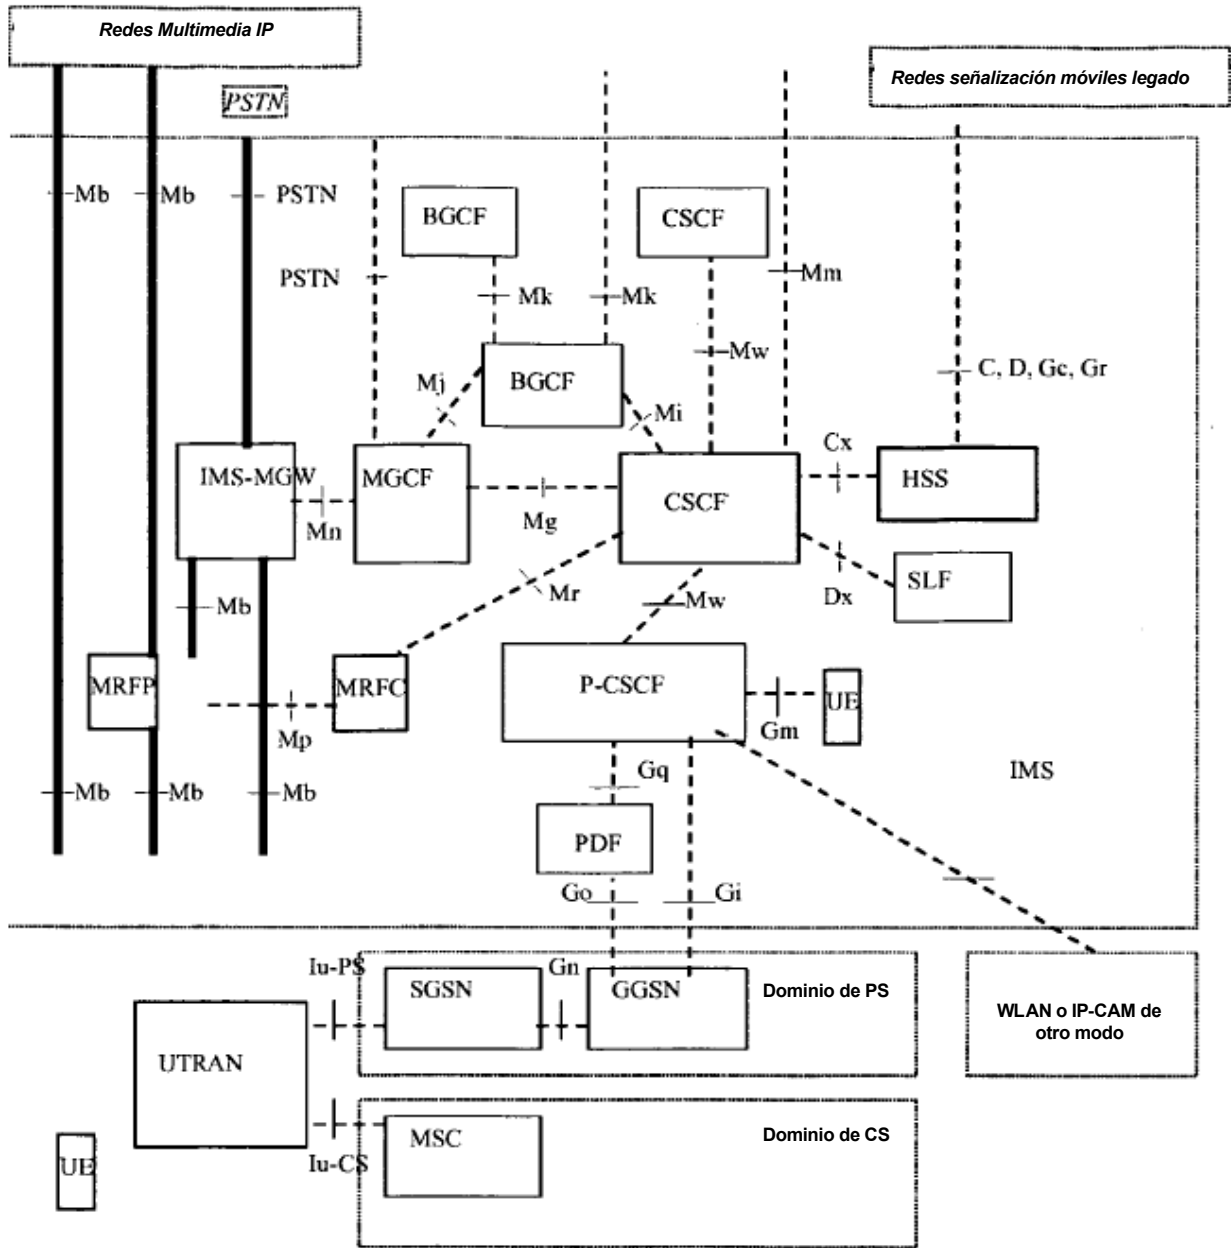 Redes Multimedia IP
Redes señalización móviles legado
PSTN
Mb
Mb
PSTN
BGCF
CSCF
PSTN
Mk
Mk
Mm
Mw
C, D, Gc, Gr
BGCF
Mj
Mi
Cx
IMS-MGW
MGCF
CSCF
HSS
Mn
Mg
Mr
Mw
Dx
SLF
Mb
MRFP
MRFC
P-CSCF
UE
Gm
Mp
Mb
Mb
Mb
Gq
IMS
PDF
Go
Gi
Iu-PS
SGSN
Gn
GGSN
Dominio de PS
WLAN o IP-CAM de
otro modo
UTRAN
MSC
Dominio de CS
Iu-CS
UE